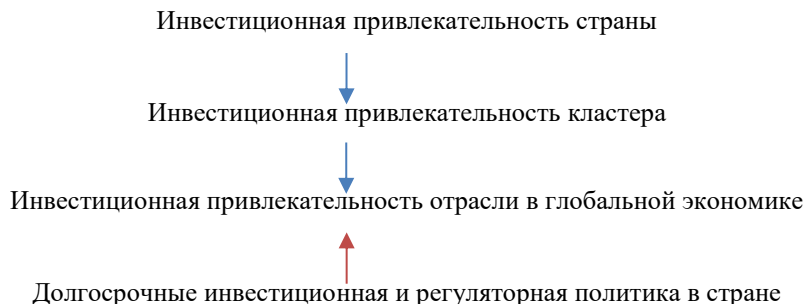 Инвестиционная привлекательность страны
Инвестиционная привлекательность кластера
Инвестиционная привлекательность отрасли в глобальной экономике
Долгосрочные инвестиционная и регуляторная политика в стране